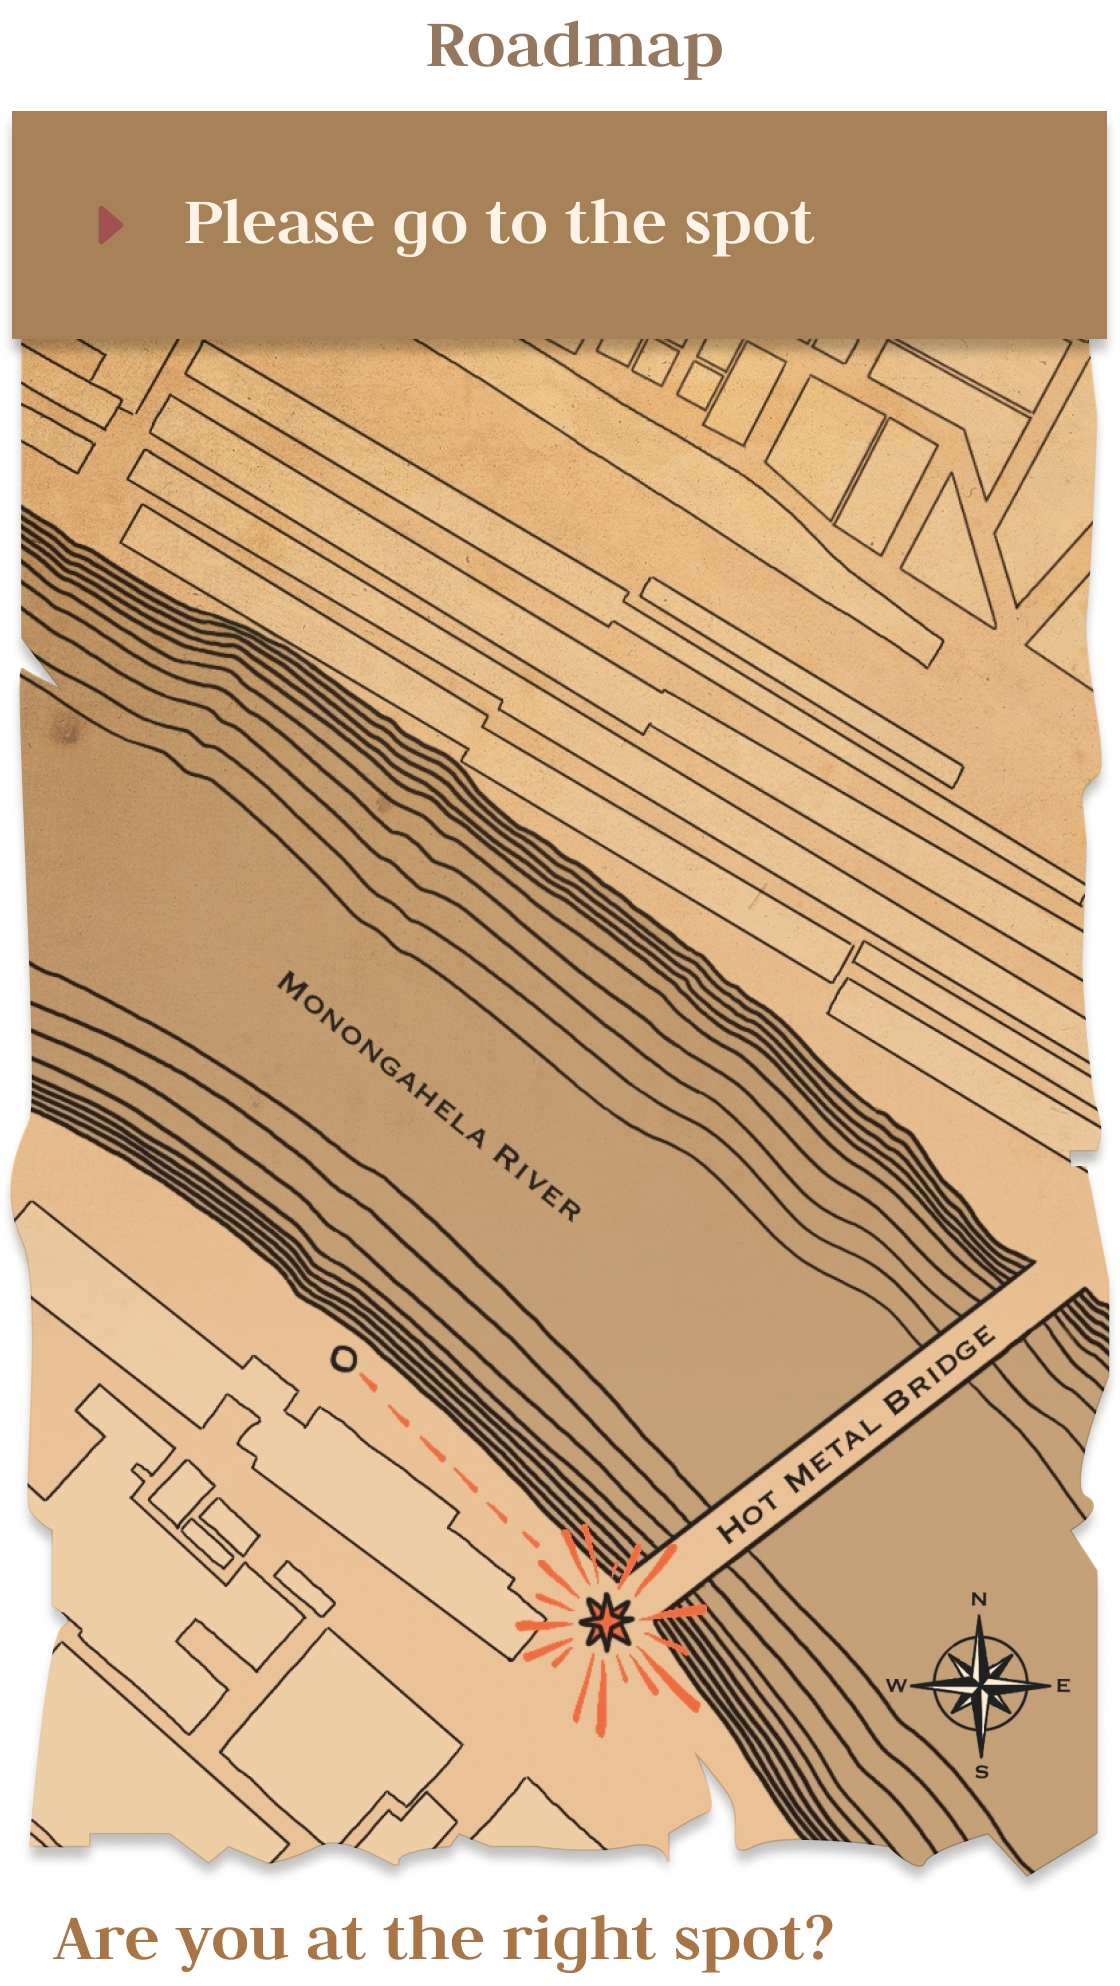 Roadmap
Please go to the spot
Monongahela River
Hot Metal Bridge
N
W
E
S
Are you at the right spot?